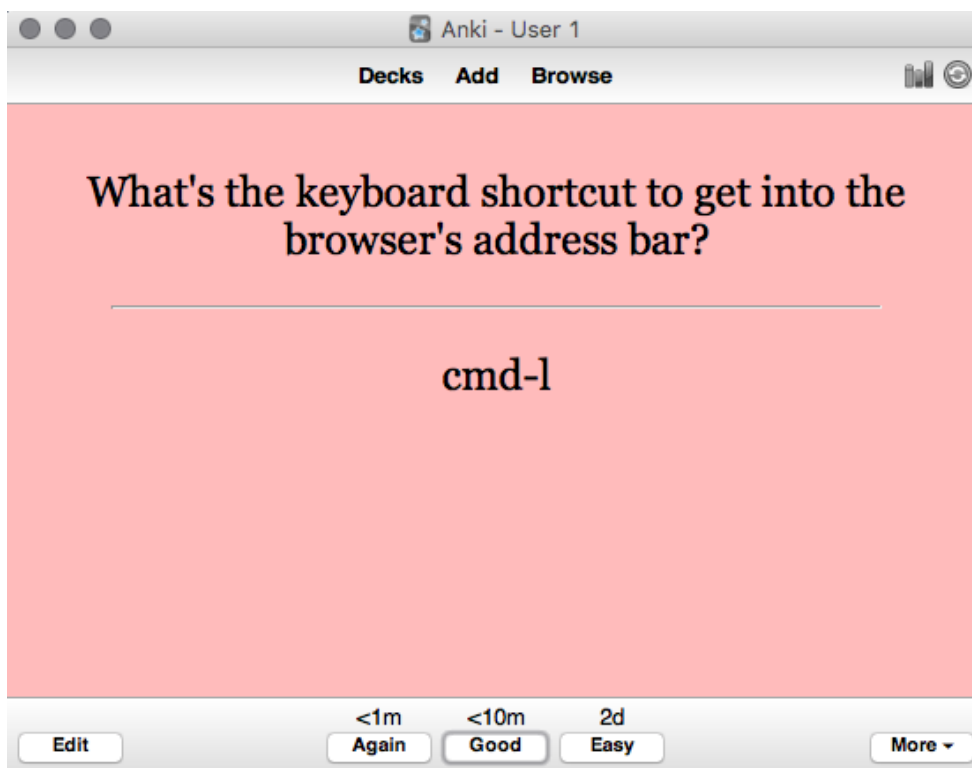 Anki - User 1
Decks Add Browse
What's the keyboard shortcut to get into the
browser's address bar?
cmd-l
<1m <10m 2d
Edit Again Good Easy More